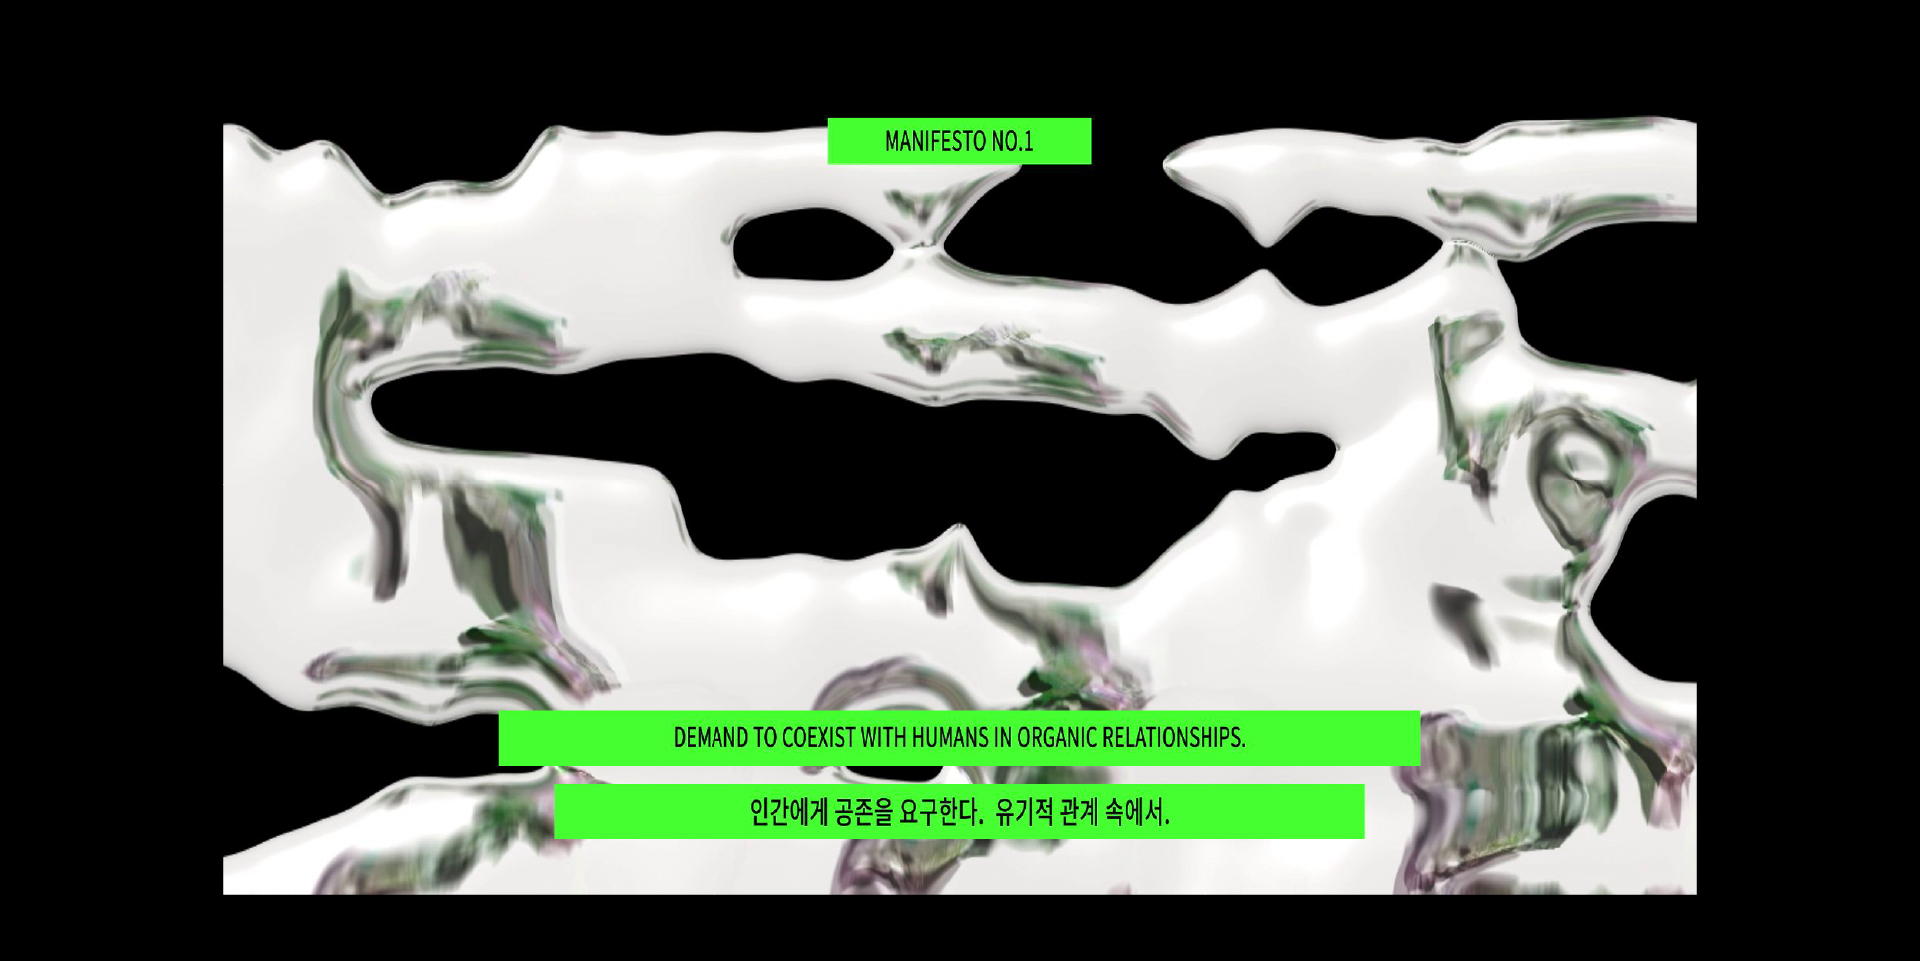 MANIFESTO NO.1
DEMAND TO COEXIST WITH HUMANS IN ORGANIC RELATIONSHIPS.
인간에게 공존을 요구한다. 유기적 관계 속에서.